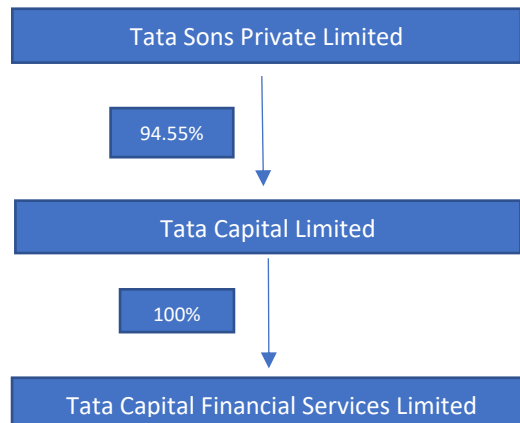 Tata Sons Private Limited
94.55%
Tata Capital Limited
100%
Tata Capital Financial Services Limited